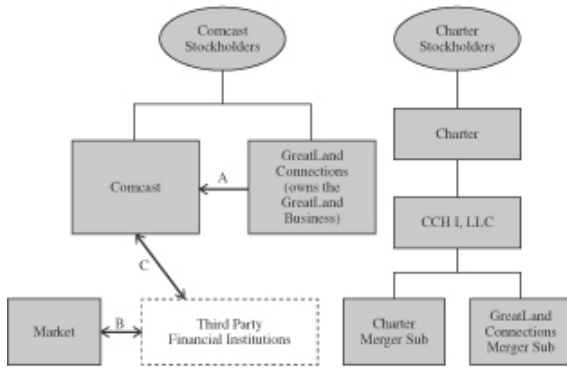 Comcast
Stockholders
Charter
Stockholders
Comcast
A
GreatLand
Connections
(owns the
GreatLand
Business)
Charter
CCH I, LLC
C
Market
B
Third Party
Financial Institutions
Charter
Merger Sub
GreatLand
Connections
Merger Sub